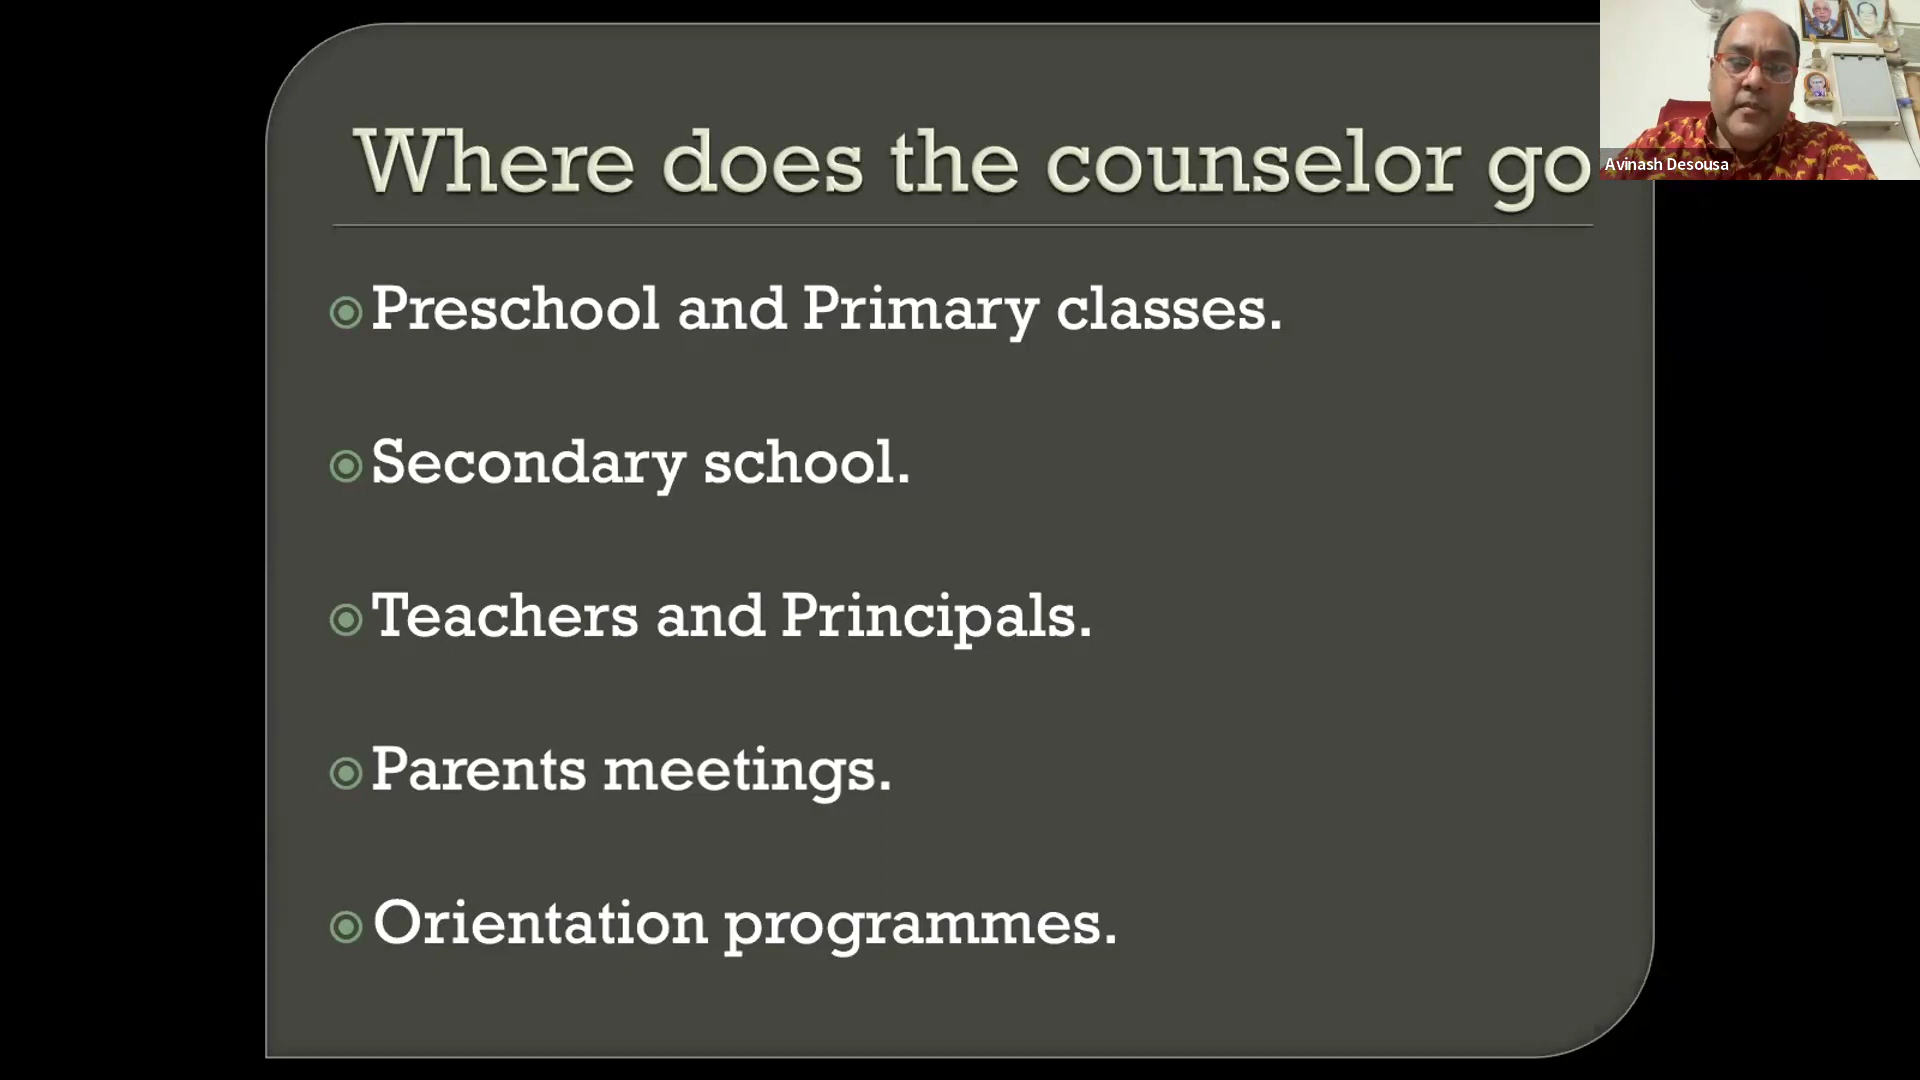 Where does the counselor go
Avinash Desousa
Preschool and Primary classes.
Secondary school.
Teachers and Principals.
Parents meetings.
Orientation programmes.